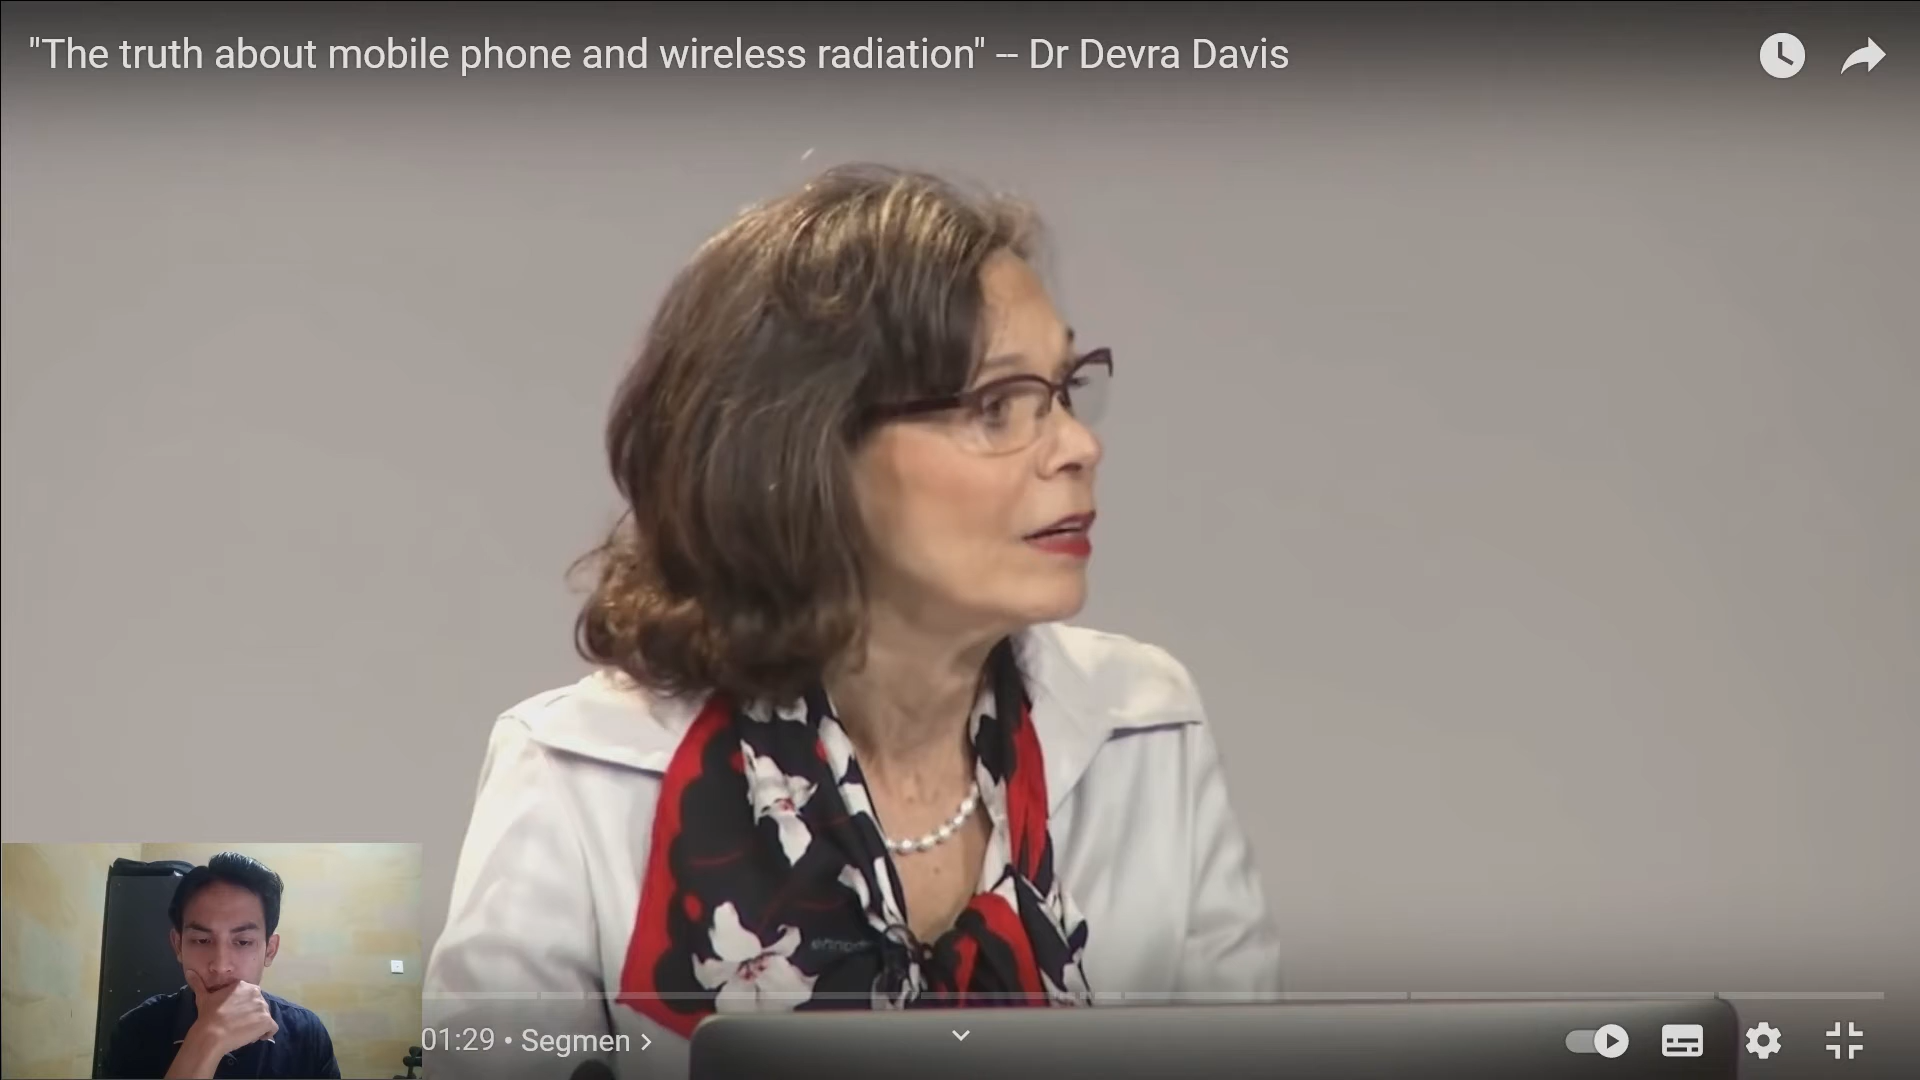 "The truth about mobile phone and wireless radiation" -- Dr Devra Davis
01:29 • Segmen >